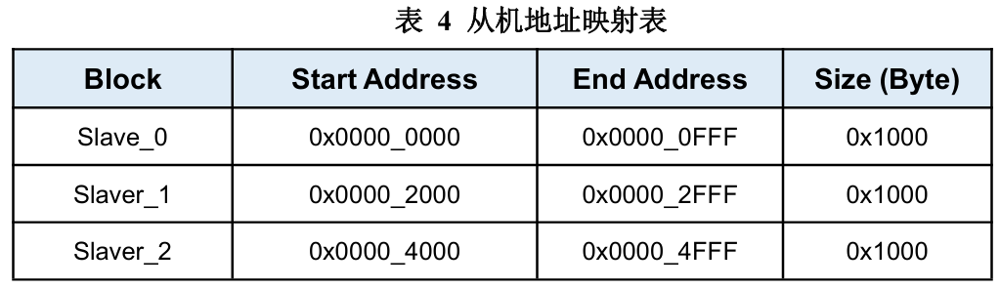 表 4 从机地址映射表
Block Start Address End Address Size (Byte)
Slave_0 0x0000_0000 0x0000_0FFF 0x1000
Slaver_1 0x0000_2000 0x0000_2FFF 0x1000
Slaver_2 0x0000_4000 0x0000_4FFF 0x1000